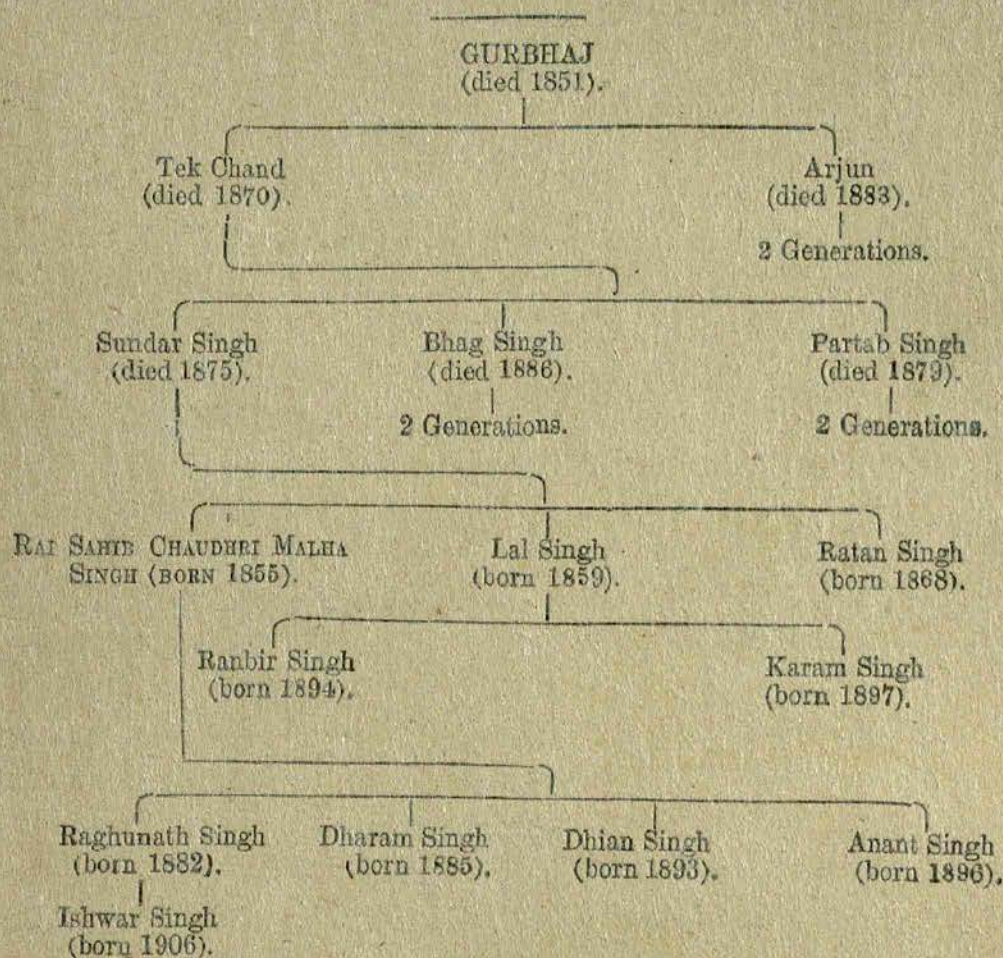 GURBHAJ
(died 1851).
Tek Chand
(died 1870).
Arjun
(died 1883).
2 Generations.
Sundar Singh
(died 1875).
Bhag Singh
(died 1886).
Partab Singh
(died 1879).
2 Generations.
2 Generations.
RAI SAHIB CHAUDHRI MALHA
SINGH (BORN 1855).
Lal Singh
(born 1859).
Ratan Singh
(born 1868).
Ranbir Singh
(born 1894).
Karam Singh
(born 1897).
Raghunath Singh
(born 1882).
Dharam Singh
(born 1885).
Dhian Singh
(born 1893).
Anant Singh
(born 1896).
Ishwar Singh
(born 1906).